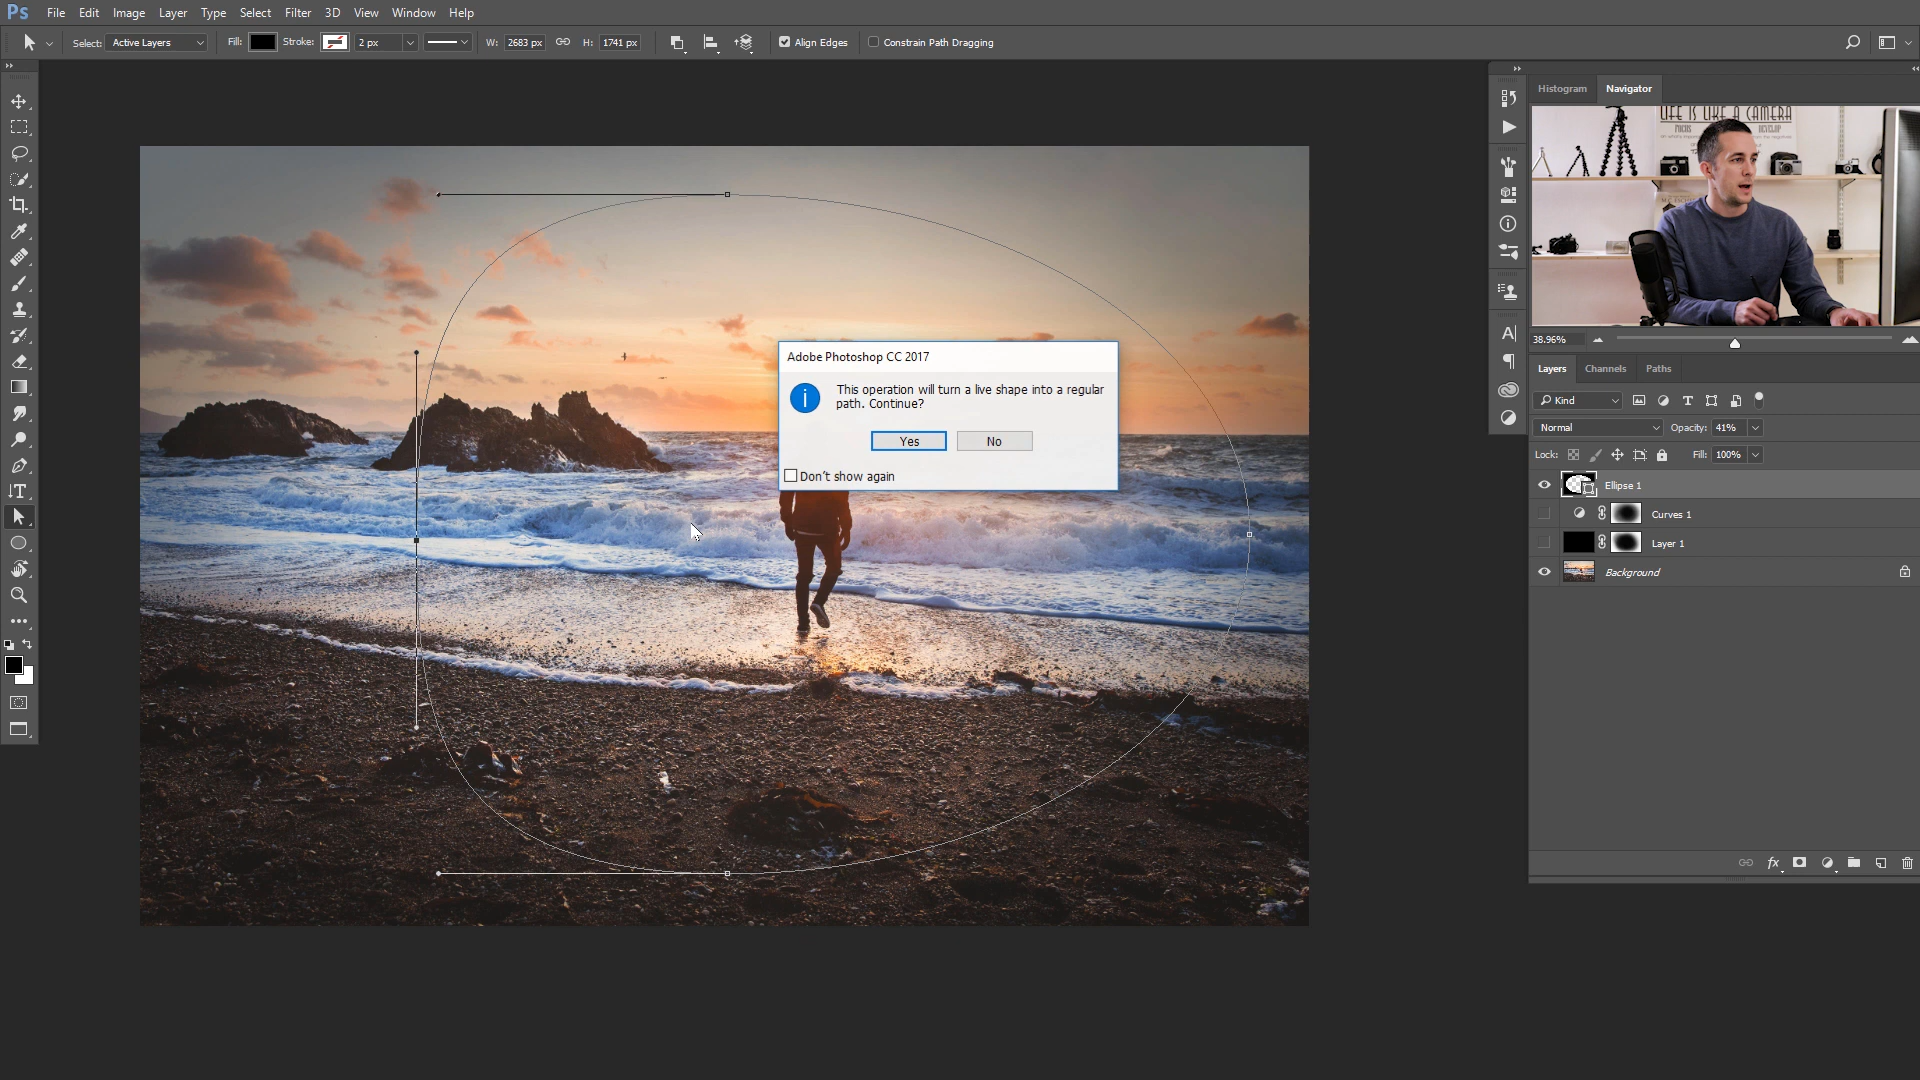 Ps File Edit Image Layer Type Select Filter 3D View Window Help
Select: Active Layers Fill: Stroke: 2 px W: 2683 px H: 1741 px Align Edges Constrain Path Dragging
Histogram Navigator
LIFE IS LIKE A CAMERA
38.96%
Adobe Photoshop CC 2017
This operation will turn a live shape into a regular
path. Continue?
Yes No
Don't show again
Layers Channels Paths
Kind
Normal Opacity: 41%
Lock: Fill: 100%
Ellipse 1
Curves 1
Layer 1
Background
fx